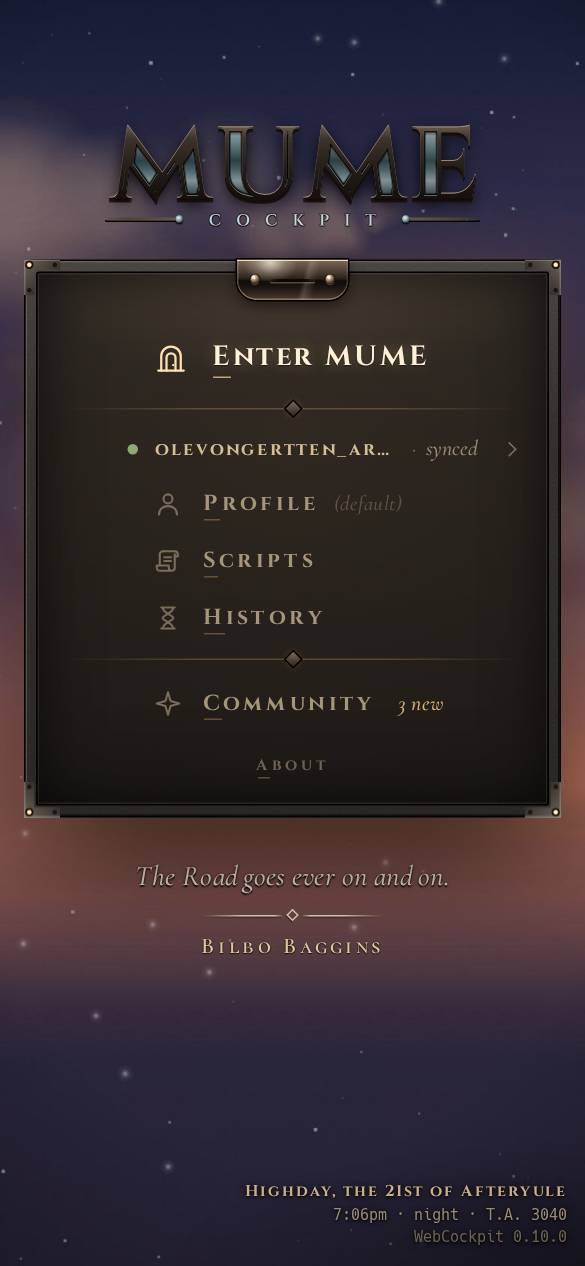 MUME
COCKPIT
Enter MUME
OLEVONGERTTEN_AR… · synced
Profile (default)
Scripts
History
Community 3 new
About
The Road goes ever on and on.
Bilbo Baggins
Highday, the 21st of Afteryule
7:06pm · night · T.A. 3040
WebCockpit 0.10.0